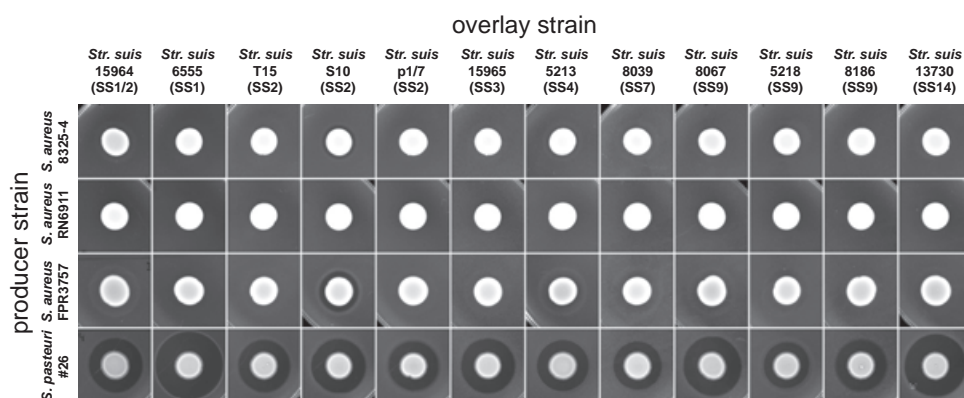 overlay strain
Str. suis Str. suis Str. suis Str. suis Str. suis Str. suis Str. suis Str. suis Str. suis Str. suis Str. suis Str. suis
15964 6555 T15 S10 p1/7 15965 5213 8039 8067 5218 8186 13730
(SS1/2) (SS1) (SS2) (SS2) (SS2) (SS3) (SS4) (SS7) (SS9) (SS9) (SS9) (SS14)
producer strain
S. aureus
8325-4
S. aureus
RN6911
S. aureus
FPR3757
S. pasteuri
#26